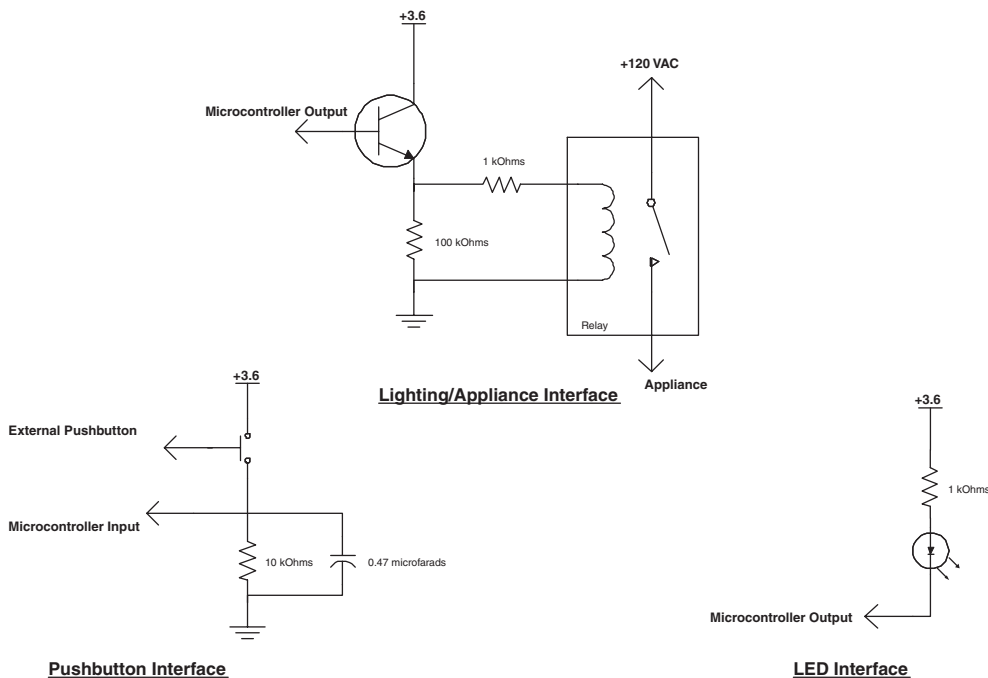 +3.6
+120 VAC
Microcontroller Output
1 kOhms
100 kOhms
Relay
Appliance
Lighting/Appliance Interface
+3.6
External Pushbutton
Microcontroller Input
10 kOhms
0.47 microfarads
Pushbutton Interface
+3.6
1 kOhms
Microcontroller Output
LED Interface